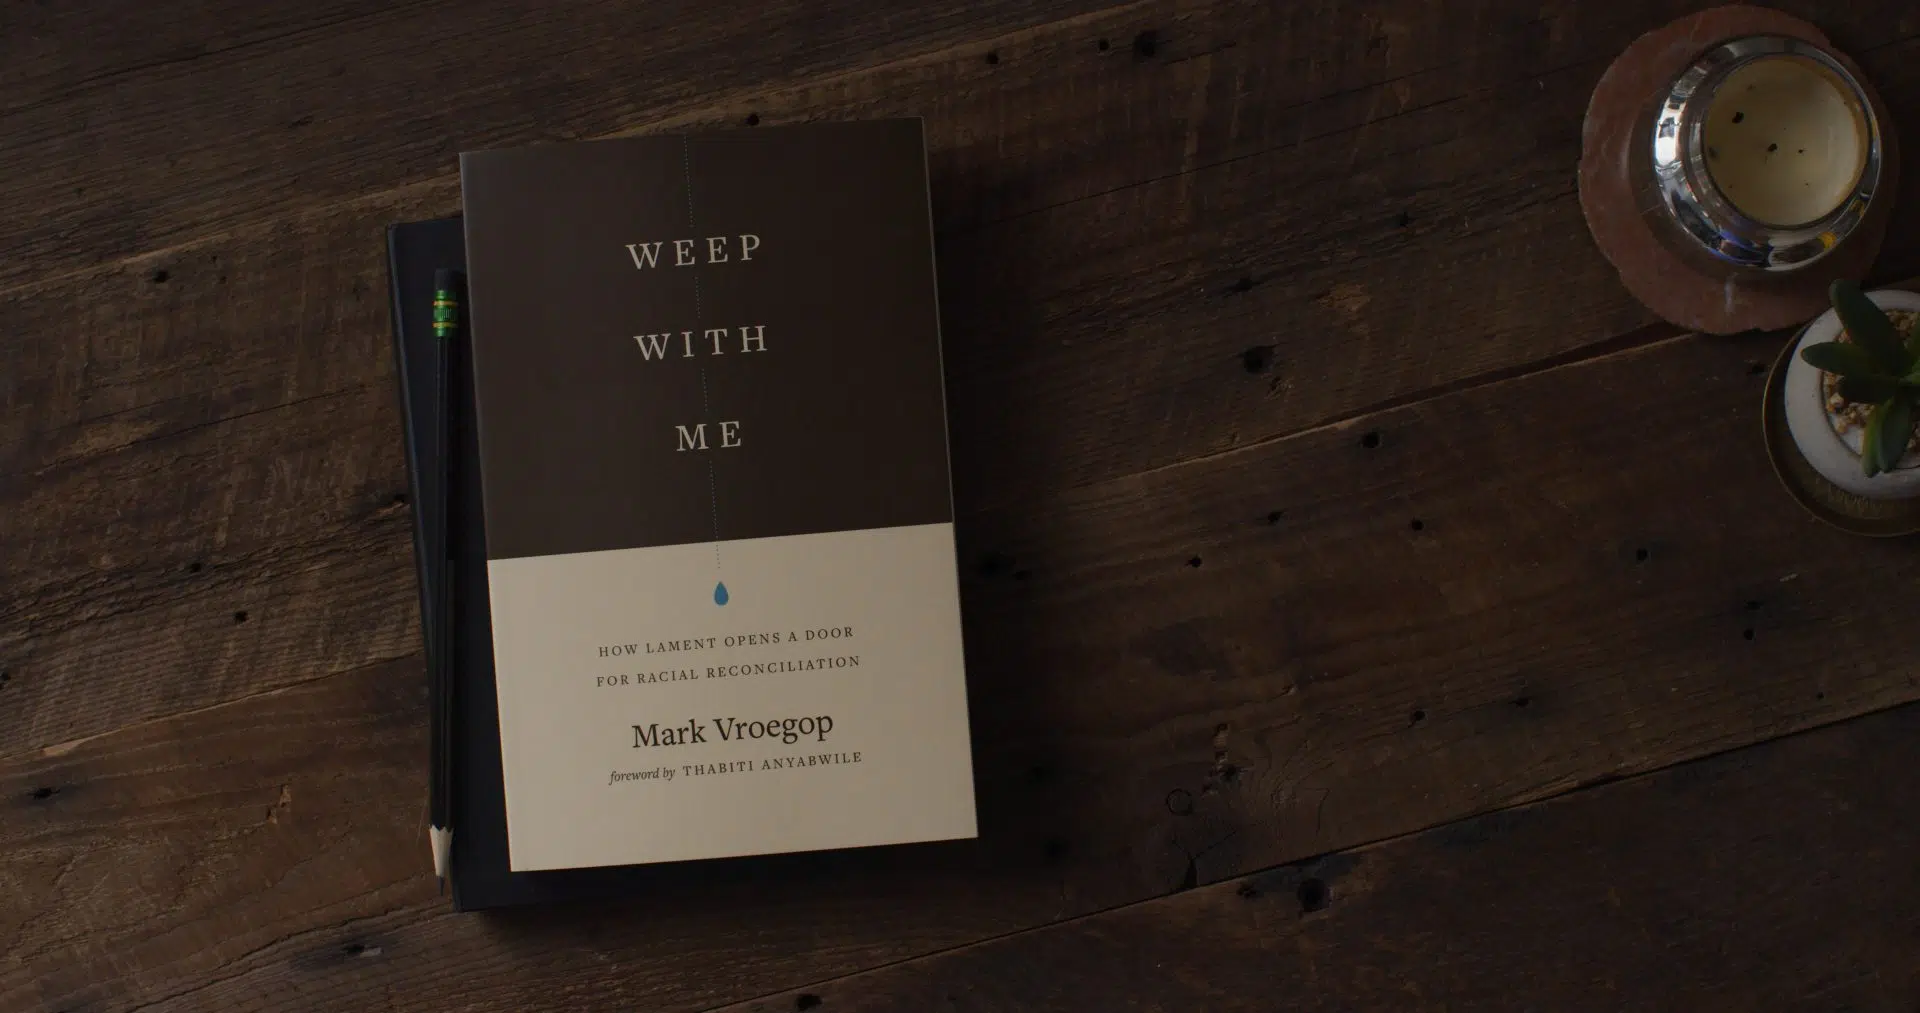 WEEP
WITH
ME
HOW LAMENT OPENS A DOOR
FOR RACIAL RECONCILIATION
Mark Vroegop
foreword by THABITI ANYABWILE